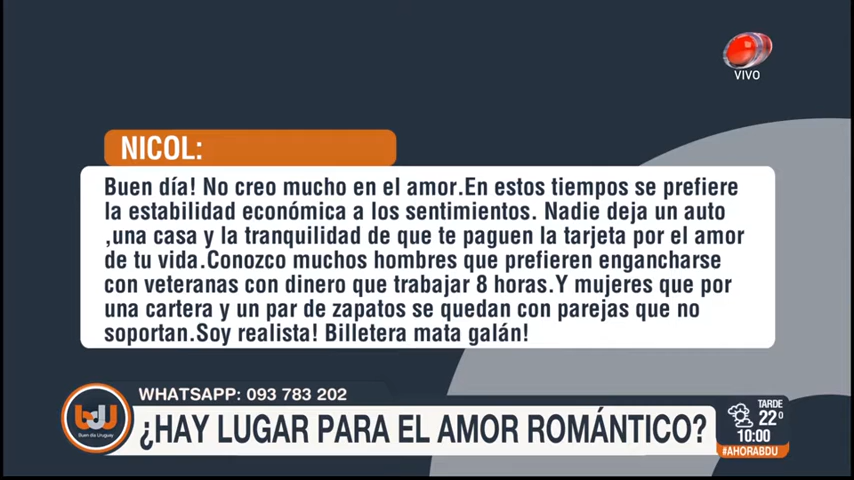 VIVO
NICOL:
Buen día! No creo mucho en el amor.En estos tiempos se prefiere
la estabilidad económica a los sentimientos. Nadie deja un auto
,una casa y la tranquilidad de que te paguen la tarjeta por el amor
de tu vida.Conozco muchos hombres que prefieren engancharse
con veteranas con dinero que trabajar 8 horas.Y mujeres que por
una cartera y un par de zapatos se quedan con parejas que no
soportan.Soy realista! Billetera mata galán!
WHATSAPP: 093 783 202
bdu
Buen día Uruguay
¿HAY LUGAR PARA EL AMOR ROMÁNTICO?
TARDE
22°
10:00
#AHORABDU